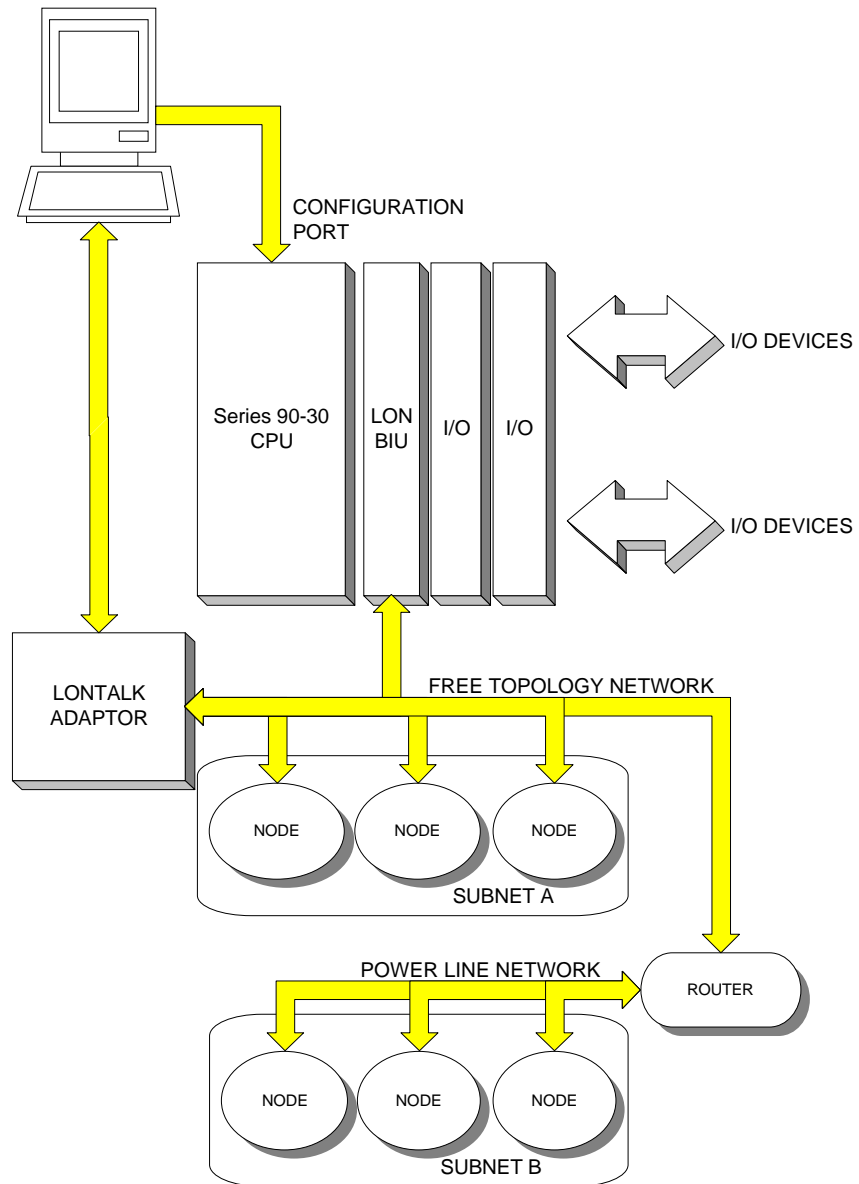 CONFIGURATION
PORT
Series 90-30
CPU
LON
BIU
I/O
I/O
I/O DEVICES
I/O DEVICES
LONTALK
ADAPTOR
FREE TOPOLOGY NETWORK
NODE
NODE
NODE
SUBNET A
POWER LINE NETWORK
ROUTER
NODE
NODE
NODE
SUBNET B